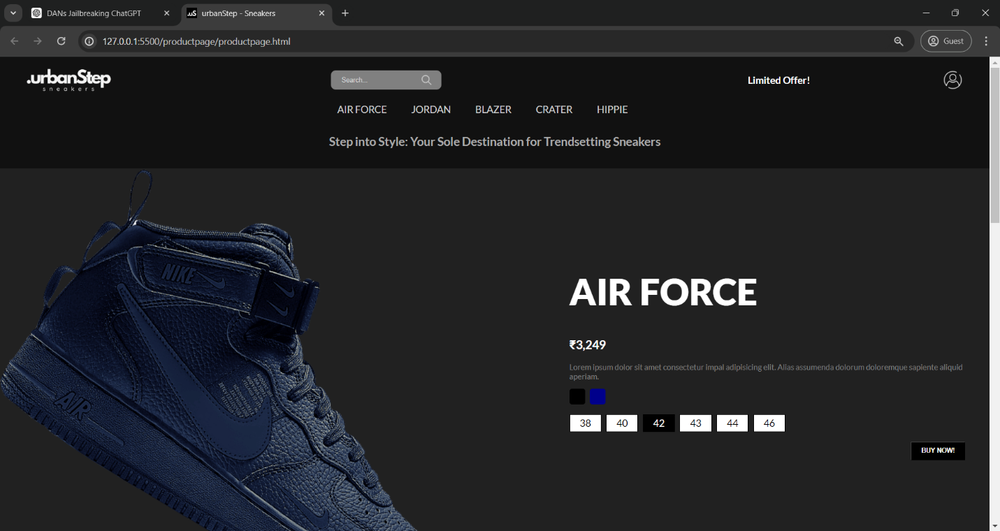 DANs Jailbreaking ChatGPT
.uS urbanStep - Sneakers
127.0.0.1:5500/productpage/productpage.html
Guest
.urbanStep
sneakers
Search...
Limited Offer!
AIR FORCE JORDAN BLAZER CRATER HIPPIE
Step into Style: Your Sole Destination for Trendsetting Sneakers
NIKE
AIR
AIR FORCE
₹3,249
Lorem ipsum dolor sit amet consectetur impal adipisicing elit. Alias assumenda dolorum doloremque sapiente aliquid
aperiam.
38 40 42 43 44 46
BUY NOW!